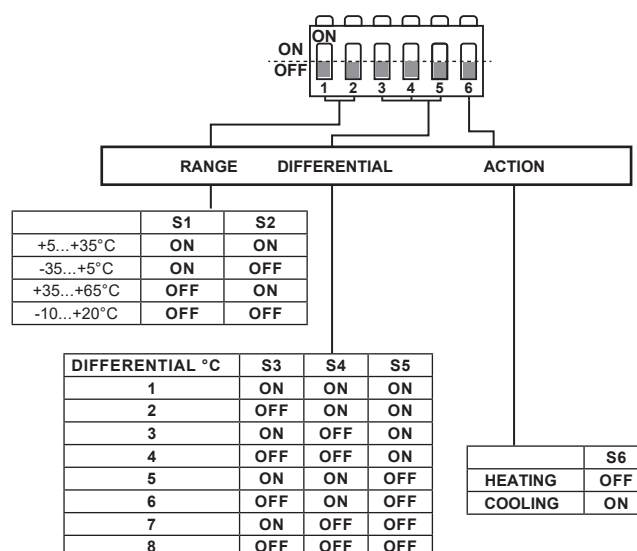 ON
ON
OFF
1 2 3 4 5 6
RANGE DIFFERENTIAL ACTION
S1 S2
+5...+35°C ON ON
-35...+5°C ON OFF
+35...+65°C OFF ON
-10...+20°C OFF OFF
DIFFERENTIAL °C S3 S4 S5
1 ON ON ON
2 OFF ON ON
3 ON OFF ON
4 OFF OFF ON
5 ON ON OFF
6 OFF ON OFF
7 ON OFF OFF
8 OFF OFF OFF
S6
HEATING OFF
COOLING ON